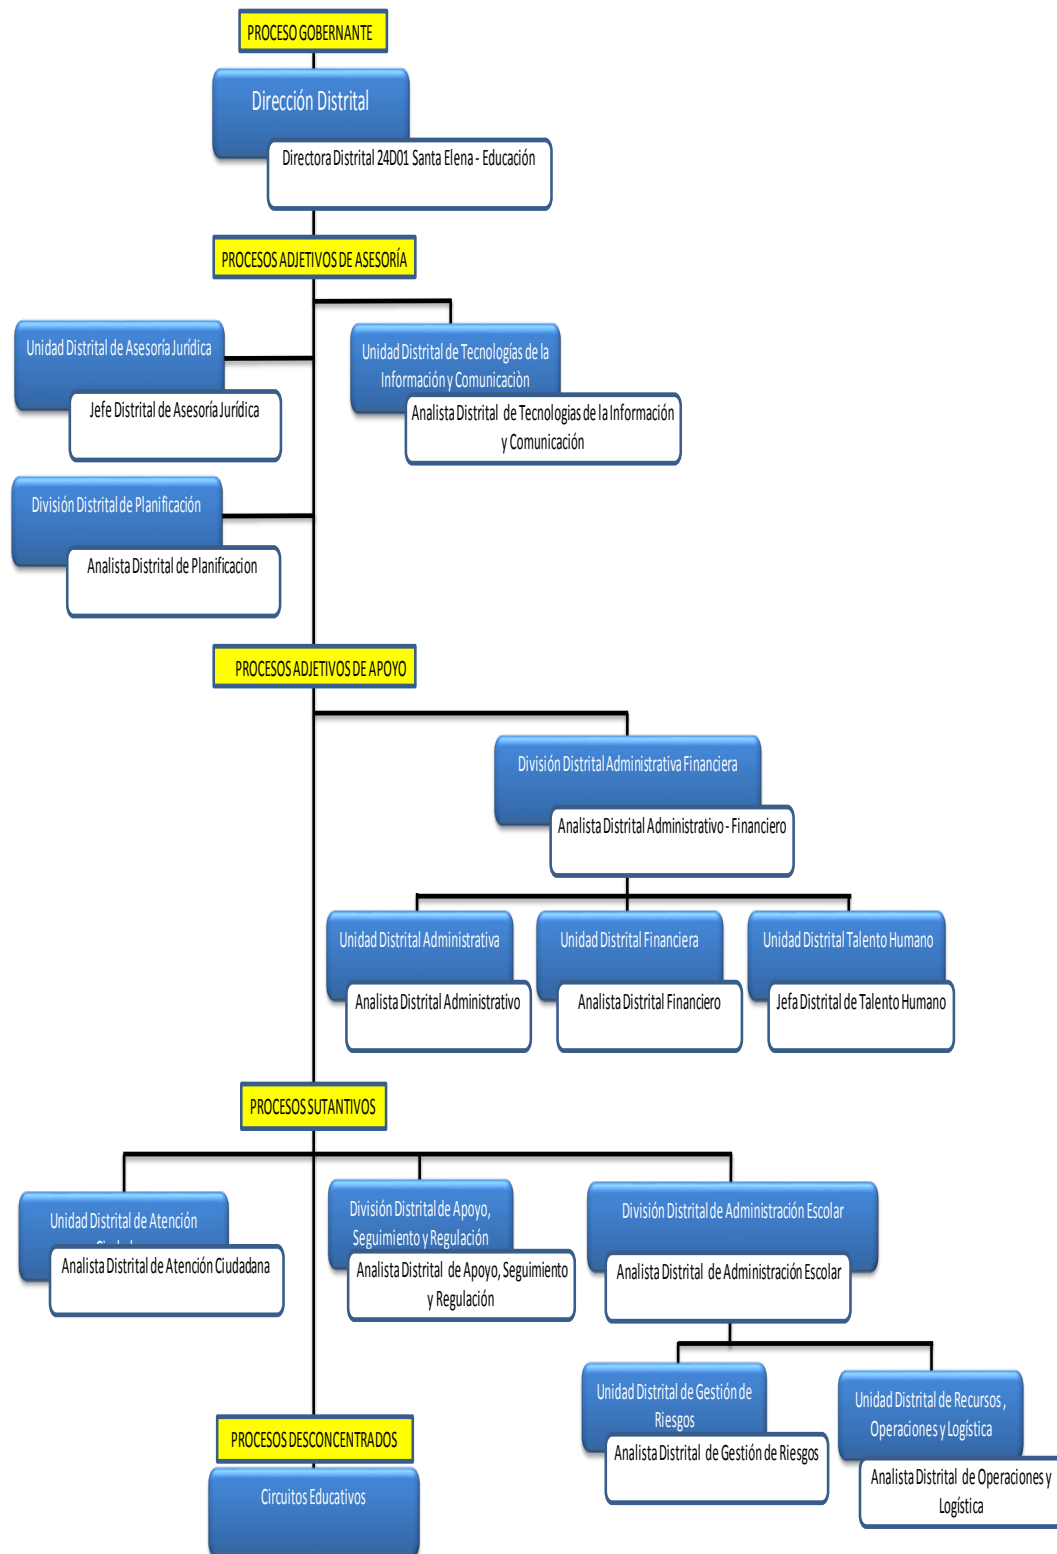 PROCESO GOBERNANTE
Dirección Distrital
Directora Distrital 24D01 Santa Elena - Educación
PROCESOS ADJETIVOS DE ASESORÍA
Unidad Distrital de Asesoría Jurídica
Jefe Distrital de Asesoría Jurídica
Unidad Distrital de Tecnologías de la
Información y Comunicaciòn
Analista Distrital de Tecnologias de la Información
y Comunicación
División Distrital de Planificación
Analista Distrital de Planificacion
PROCESOS ADJETIVOS DE APOYO
División Distrital Administrativa Financiera
Analista Distrital Administrativo - Financiero
Unidad Distrital Administrativa
Analista Distrital Administrativo
Unidad Distrital Financiera
Analista Distrital Financiero
Unidad Distrital Talento Humano
Jefa Distrital de Talento Humano
PROCESOS SUTANTIVOS
Unidad Distrital de Atención
Analista Distrital de Atención Ciudadana
División Distrital de Apoyo,
Seguimiento y Regulación
Analista Distrital de Apoyo, Seguimiento
y Regulación
División Distrital de Administración Escolar
Analista Distrital de Administración Escolar
Unidad Distrital de Gestión de
Riesgos
Analista Distrital de Gestión de Riesgos
Unidad Distrital de Recursos ,
Operaciones y Logística
Analista Distrital de Operaciones y
Logística
PROCESOS DESCONCENTRADOS
Circuitos Educativos